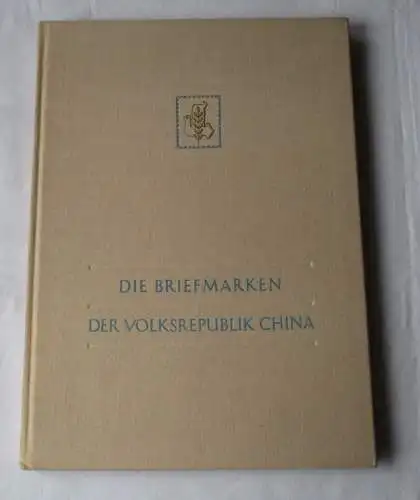 DIE BRIEFMARKEN
DER VOLKSREPUBLIK CHINA